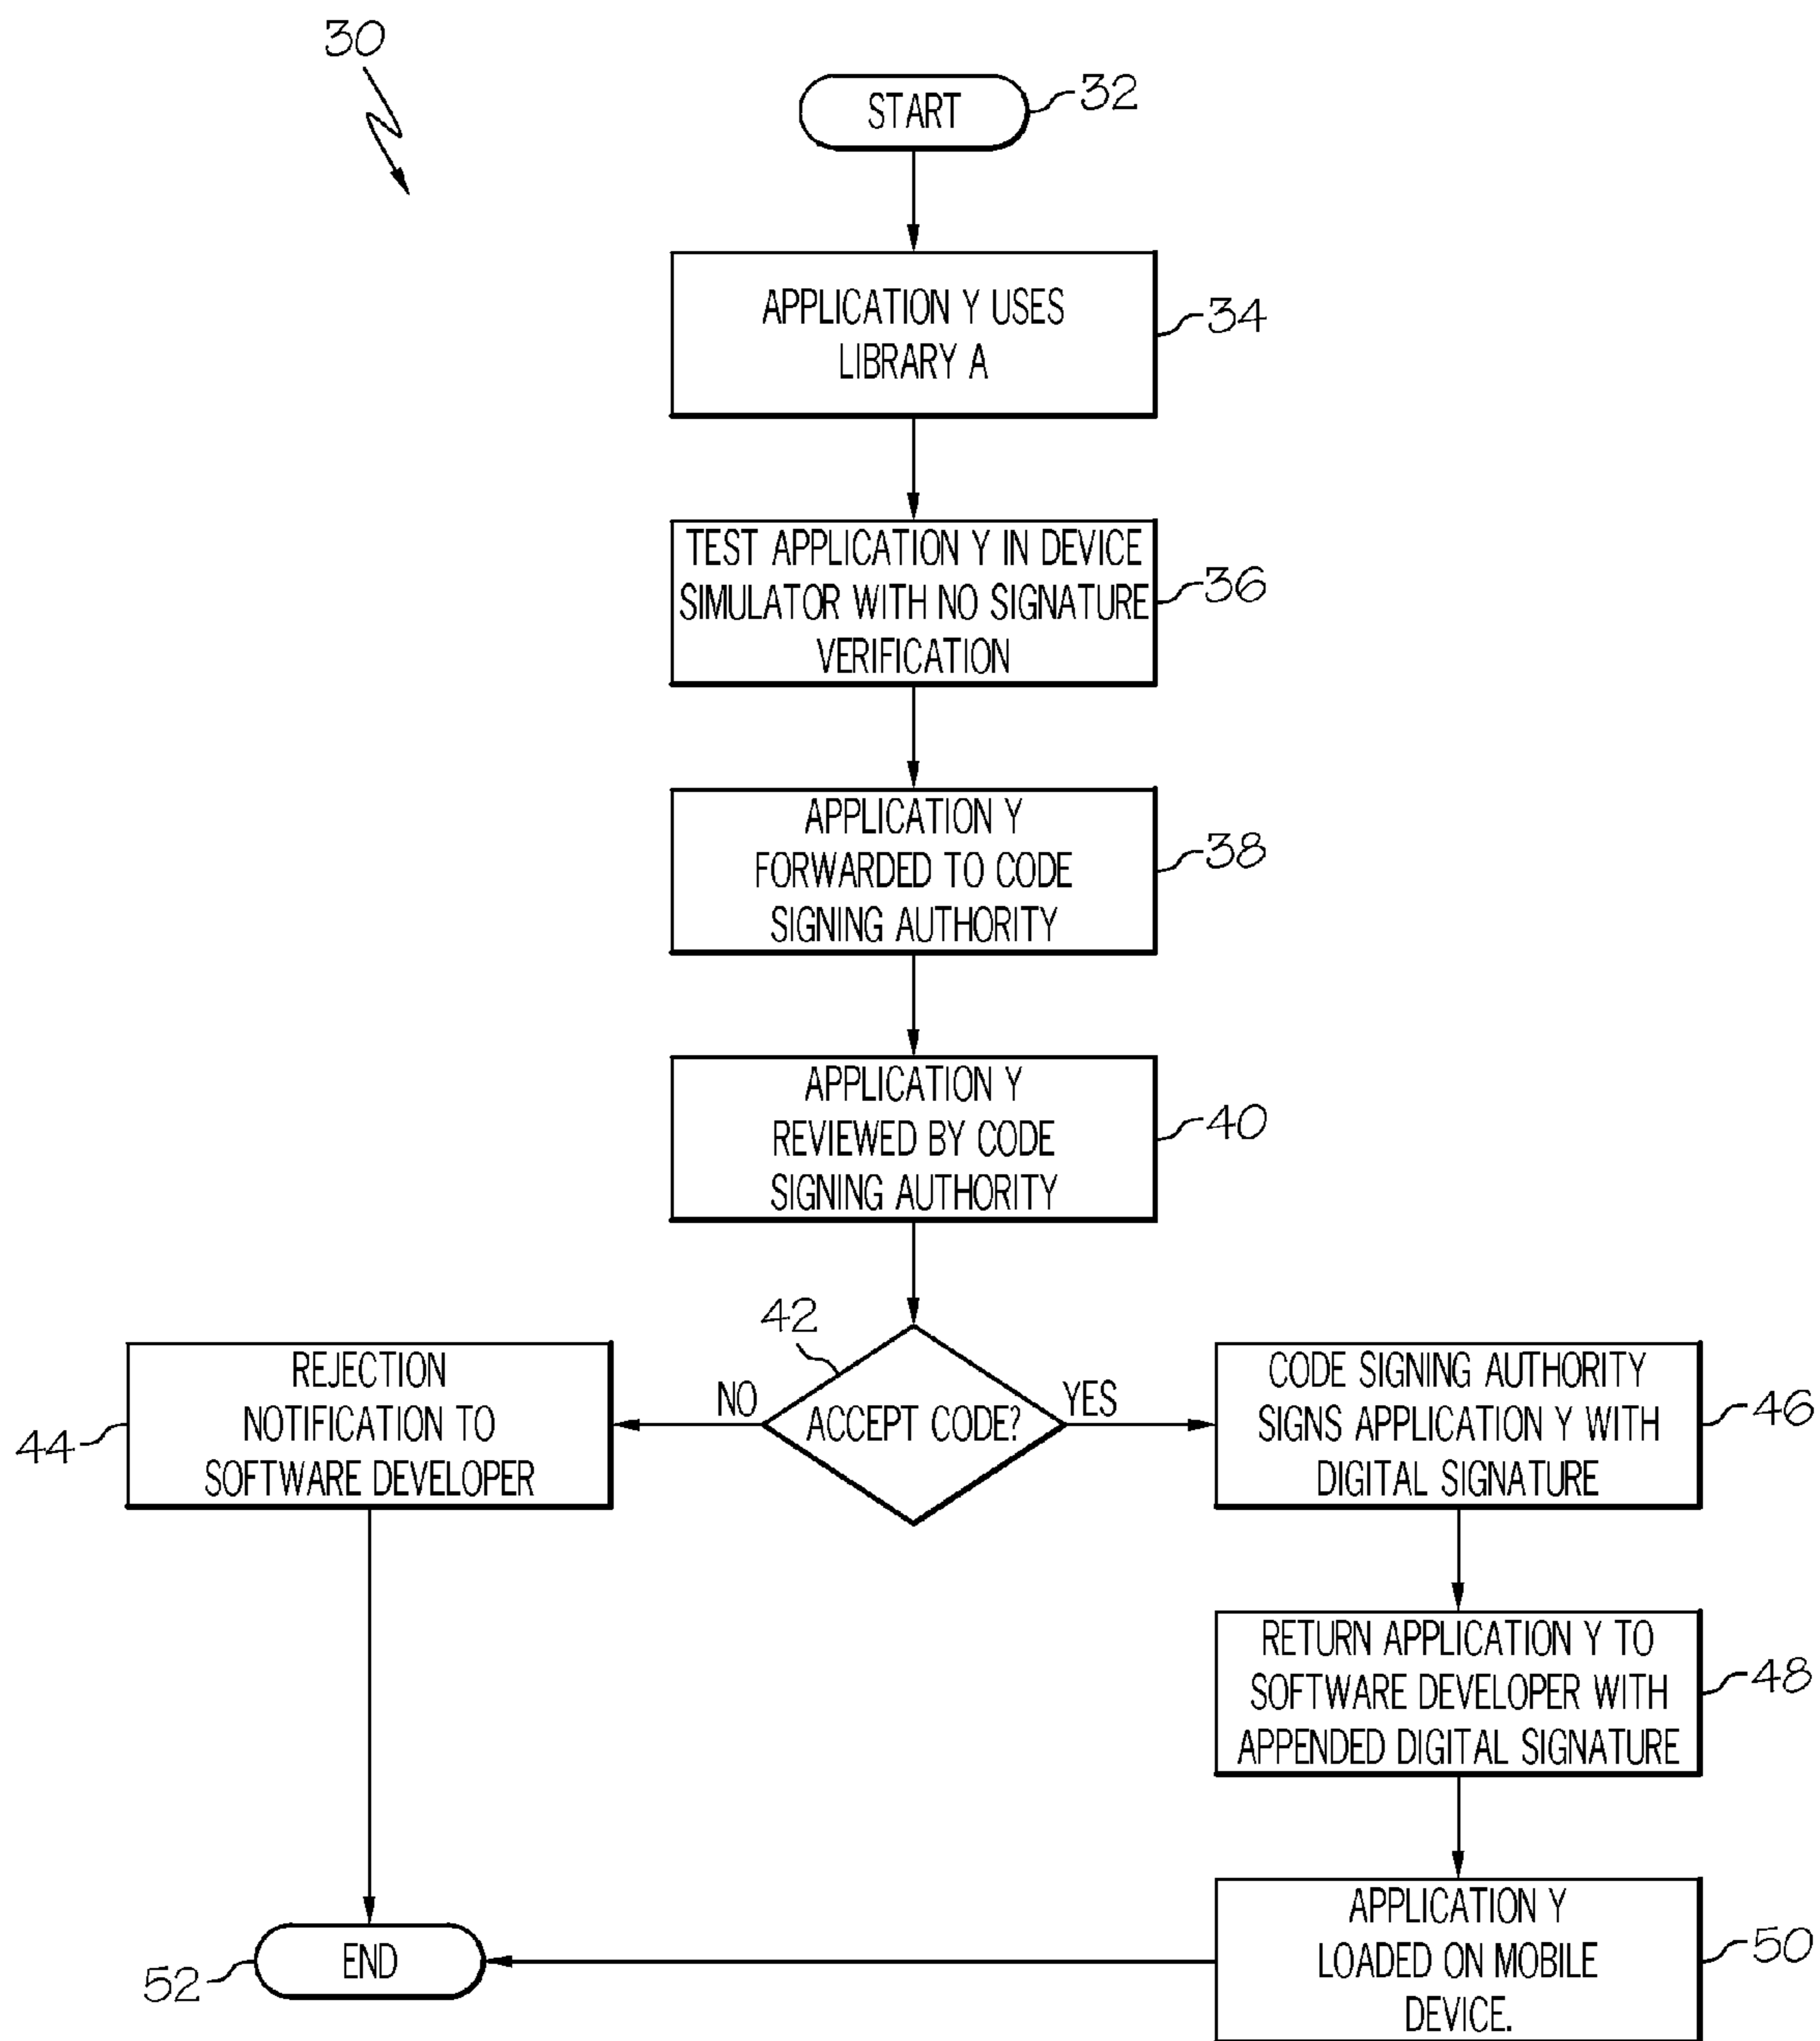 30
START
32
APPLICATION Y USES
LIBRARY A
34
TEST APPLICATION Y IN DEVICE
SIMULATOR WITH NO SIGNATURE
VERIFICATION
36
APPLICATION Y
FORWARDED TO CODE
SIGNING AUTHORITY
38
APPLICATION Y
REVIEWED BY CODE
SIGNING AUTHORITY
40
42
ACCEPT CODE?
NO
YES
REJECTION
NOTIFICATION TO
SOFTWARE DEVELOPER
44
CODE SIGNING AUTHORITY
SIGNS APPLICATION Y WITH
DIGITAL SIGNATURE
46
RETURN APPLICATION Y TO
SOFTWARE DEVELOPER WITH
APPENDED DIGITAL SIGNATURE
48
APPLICATION Y
LOADED ON MOBILE
DEVICE.
50
END
52